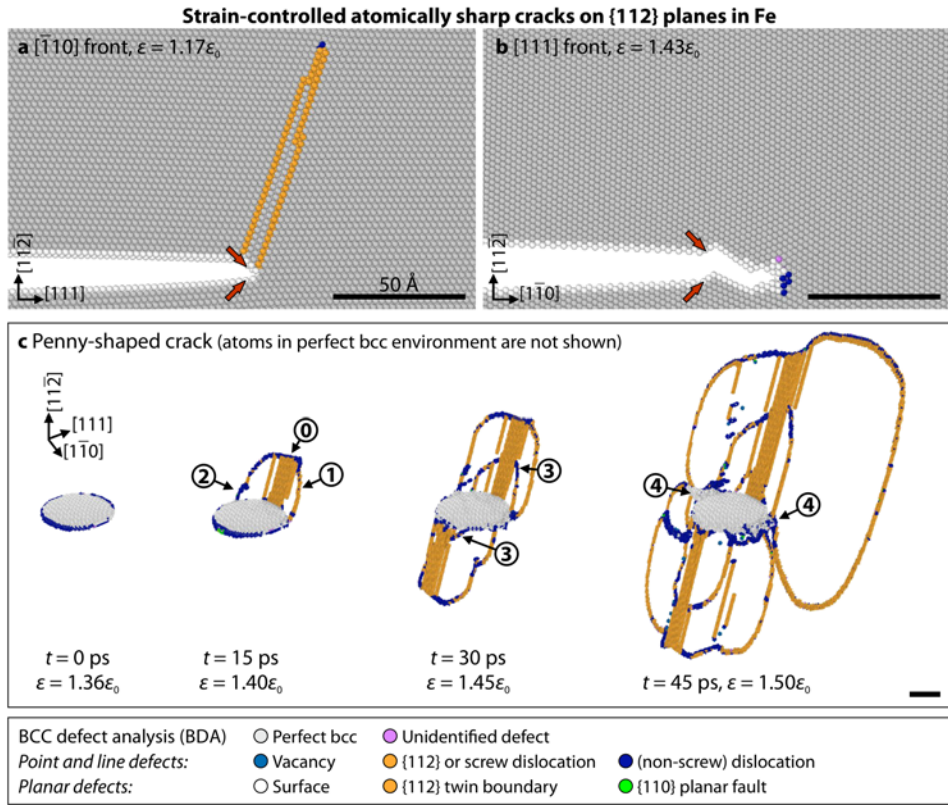 Strain-controlled atomically sharp cracks on {112} planes in Fe
a [1̅10] front, ε = 1.17ε₀
b [111] front, ε = 1.43ε₀
[112̅]
[111]
50 Å
[112̅]
[11̅0]
c Penny-shaped crack (atoms in perfect bcc environment are not shown)
[112̅]
[111]
[11̅0]
0
2
1
3
3
4
4
t = 0 ps
ε = 1.36ε₀
t = 15 ps
ε = 1.40ε₀
t = 30 ps
ε = 1.45ε₀
t = 45 ps, ε = 1.50ε₀
BCC defect analysis (BDA) Perfect bcc Unidentified defect
Point and line defects: Vacancy {112} or screw dislocation (non-screw) dislocation
Planar defects: Surface {112} twin boundary {110} planar fault